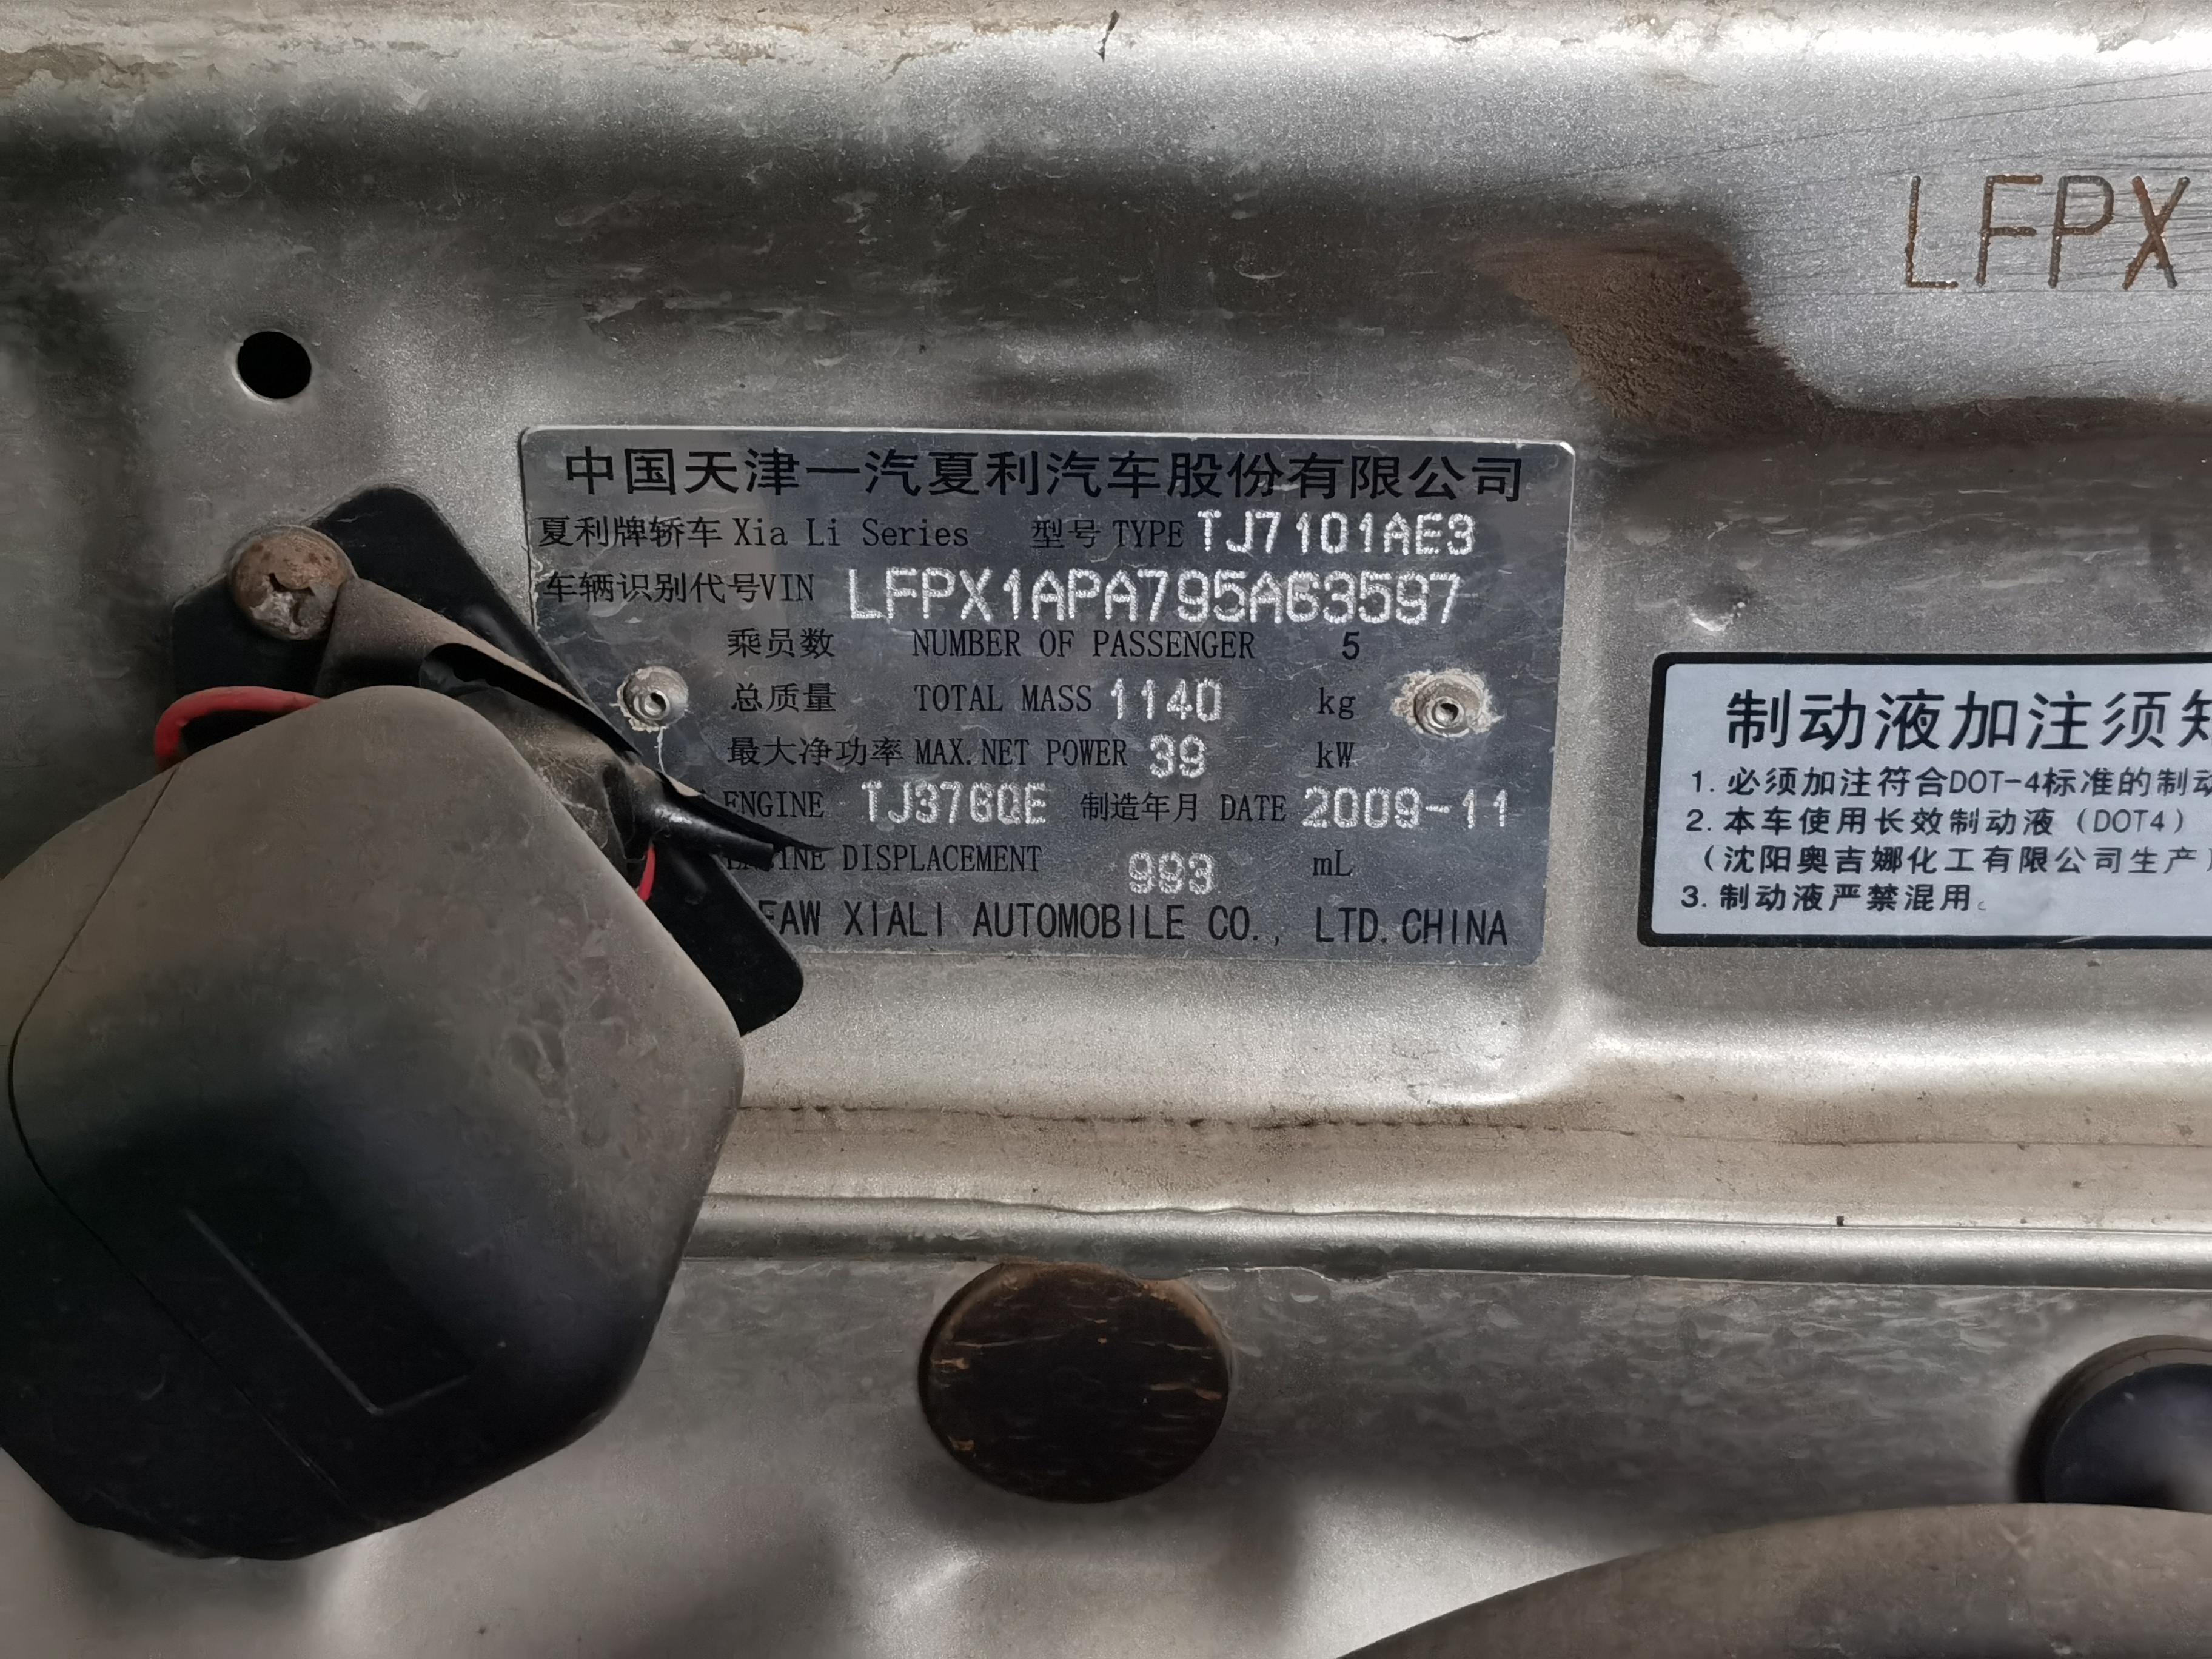 LFPX
中国天津一汽夏利汽车股份有限公司
夏利牌轿车 Xia Li Series 型号 TYPE TJ7101AE3
车辆识别代号VIN LFPX1APA795A63597
乘员数 NUMBER OF PASSENGER 5
总质量 TOTAL MASS 1140 kg
最大净功率 MAX.NET POWER 39 kW
ENGINE TJ376QE 制造年月 DATE 2009-11
ENGINE DISPLACEMENT 993 mL
FAW XIALI AUTOMOBILE CO., LTD.CHINA
制动液加注须知
1.必须加注符合DOT-4标准的制动
2.本车使用长效制动液（DOT4）
（沈阳奥吉娜化工有限公司生产）
3.制动液严禁混用。